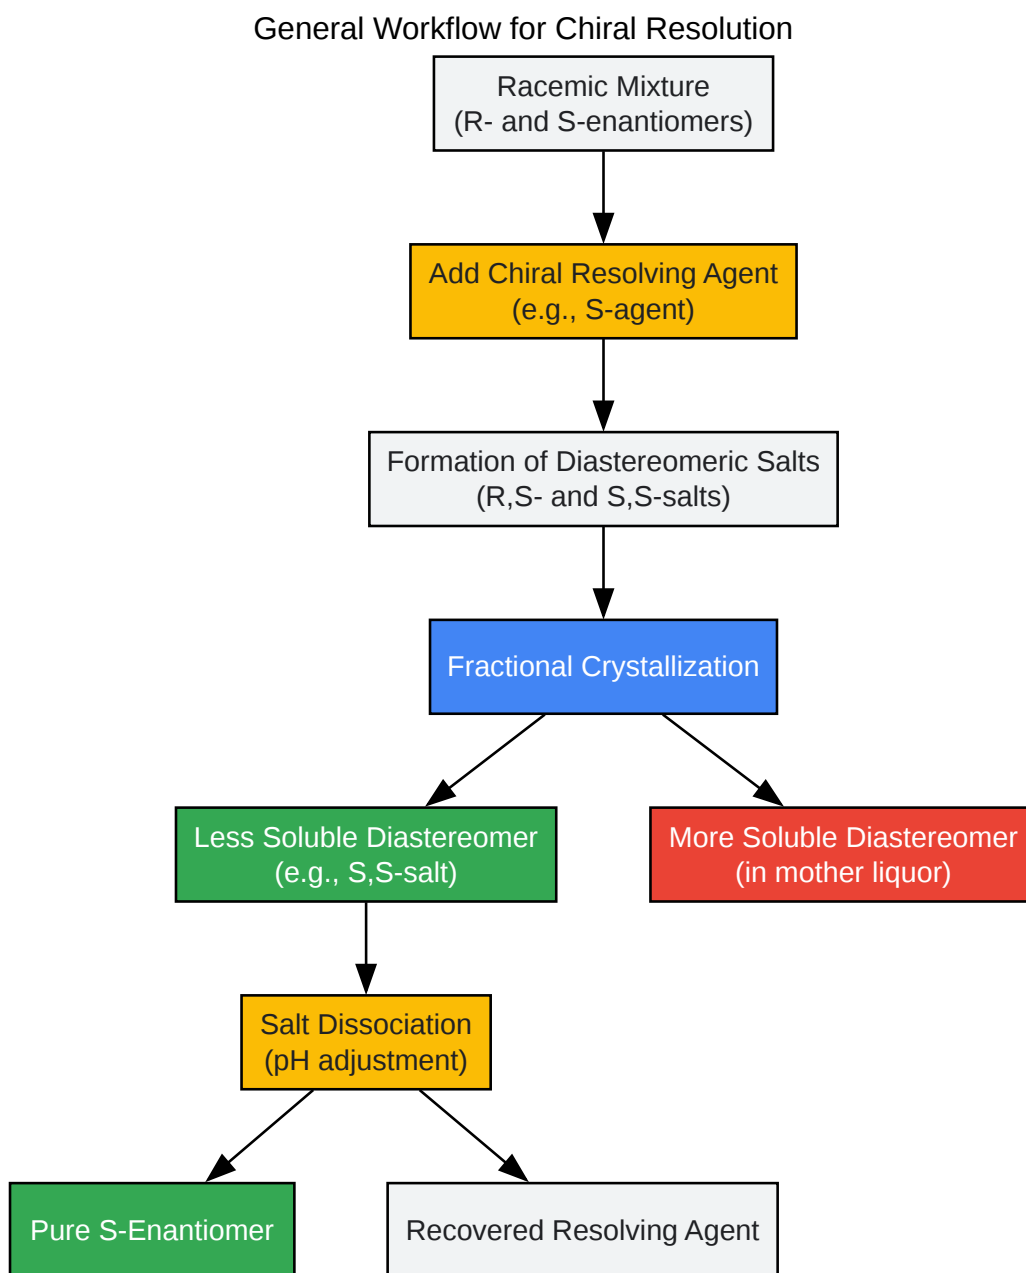 General Workflow for Chiral Resolution
Racemic Mixture
(R- and S-enantiomers)
Add Chiral Resolving Agent
(e.g., S-agent)
Formation of Diastereomeric Salts
(R,S- and S,S-salts)
Fractional Crystallization
Less Soluble Diastereomer
(e.g., S,S-salt)
More Soluble Diastereomer
(in mother liquor)
Salt Dissociation
(pH adjustment)
Pure S-Enantiomer
Recovered Resolving Agent